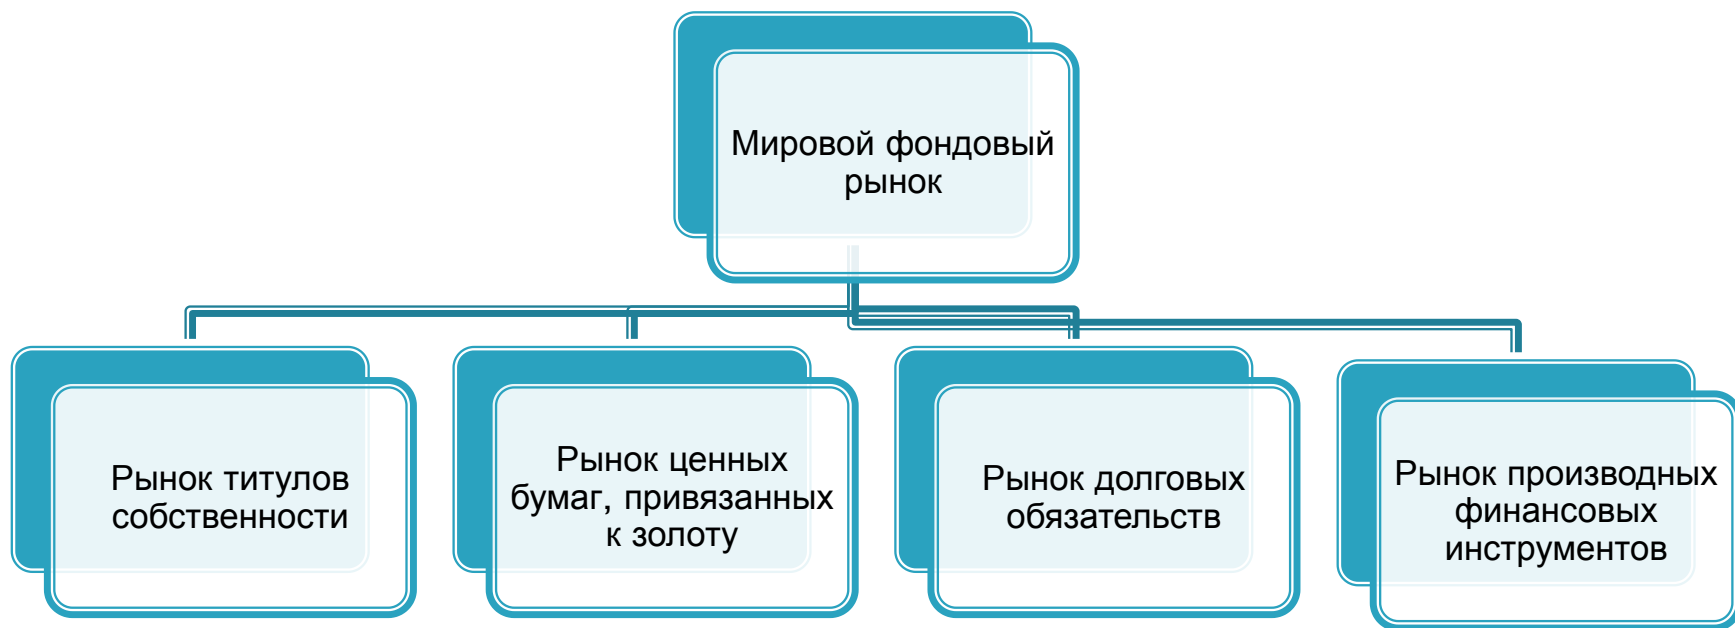 Мировой фондовый
рынок
Рынок титулов
собственности
Рынок ценных
бумаг, привязанных
к золоту
Рынок долговых
обязательств
Рынок производных
финансовых
инструментов